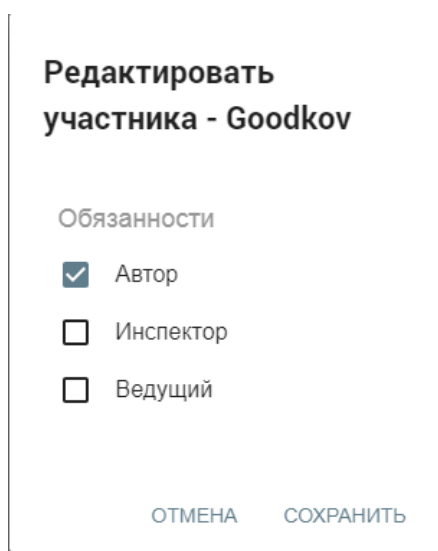 Редактировать
участника - Goodkov
Обязанности
Автор
Инспектор
Ведущий
ОТМЕНА СОХРАНИТЬ